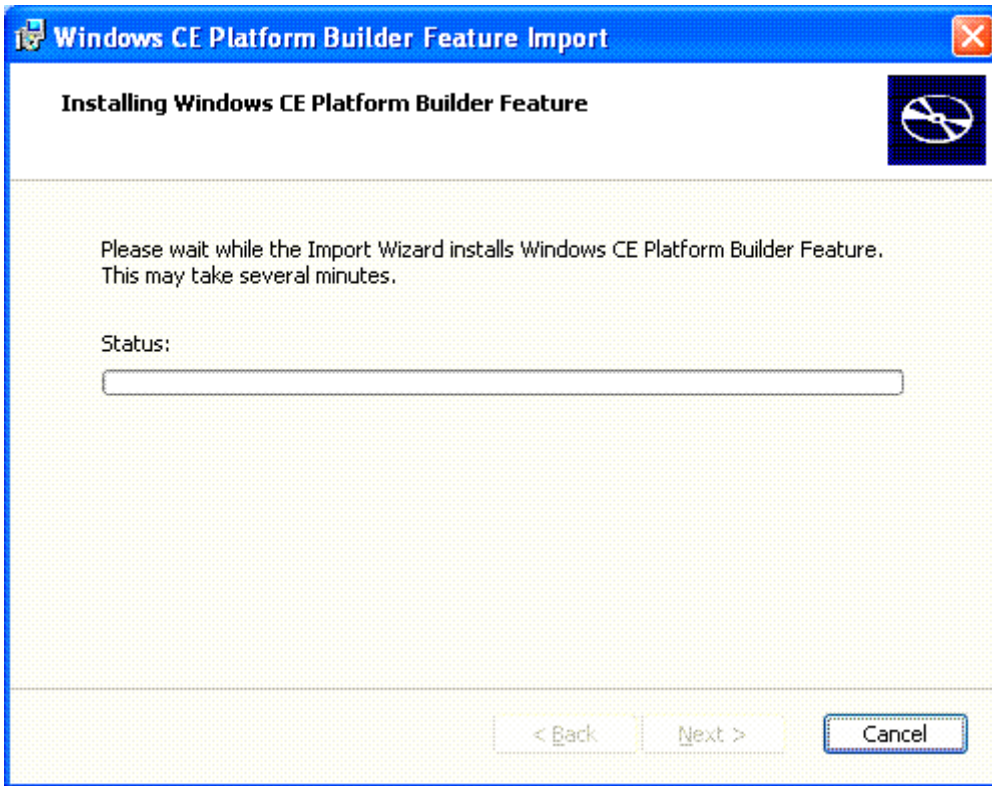 Windows CE Platform Builder Feature Import
Installing Windows CE Platform Builder Feature
Please wait while the Import Wizard installs Windows CE Platform Builder Feature.
This may take several minutes.
Status:
< Back Next > Cancel